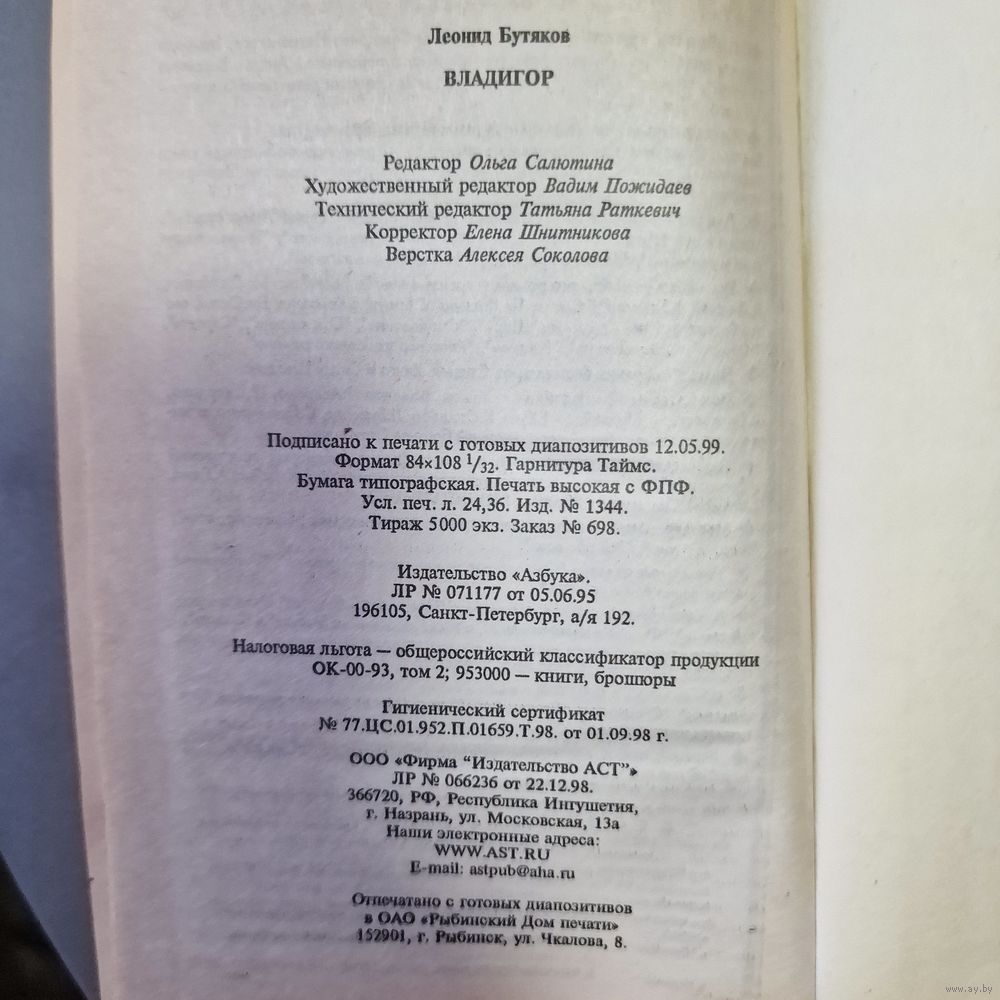 Леонид Бутяков
ВЛАДИГОР
Редактор Ольга Салютина
Художественный редактор Вадим Пожидаев
Технический редактор Татьяна Раткевич
Корректор Елена Шнитникова
Верстка Алексея Соколова
Подписано к печати с готовых диапозитивов 12.05.99.
Формат 84×108 1/32. Гарнитура Таймс.
Бумага типографская. Печать высокая с ФПФ.
Усл. печ. л. 24,36. Изд. № 1344.
Тираж 5000 экз. Заказ № 698.
Издательство «Азбука».
ЛР № 071177 от 05.06.95
196105, Санкт-Петербург, а/я 192.
Налоговая льгота — общероссийский классификатор продукции
ОК-00-93, том 2; 953000 — книги, брошюры
Гигиенический сертификат
№ 77.ЦС.01.952.П.01659.Т.98. от 01.09.98 г.
ООО «Фирма “Издательство АСТ”»
ЛР № 066236 от 22.12.98.
366720, РФ, Республика Ингушетия,
г. Назрань, ул. Московская, 13а
Наши электронные адреса:
WWW.AST.RU
E-mail: astpub@aha.ru
Отпечатано с готовых диапозитивов
в ОАО «Рыбинский Дом печати»
152901, г. Рыбинск, ул. Чкалова, 8.
www.ay.by